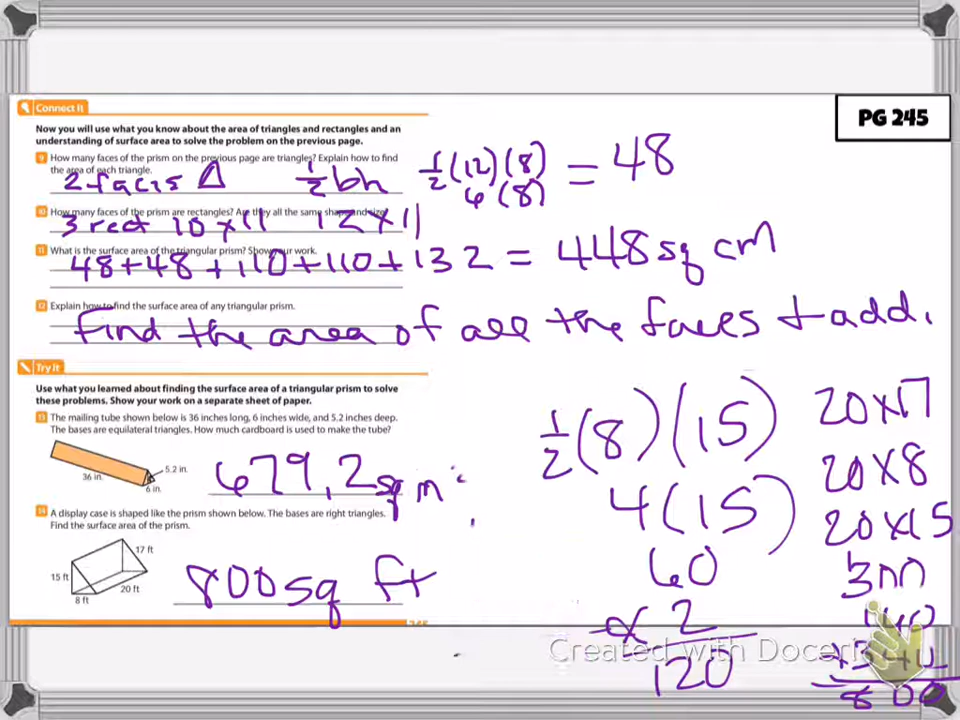 PG 245
Connect It
Now you will use what you know about the area of triangles and rectangles and an
understanding of surface area to solve the problem on the previous page.
9 How many faces of the prism on the previous page are triangles? Explain how to find
the area of each triangle.
2 faces Δ 1/2 bh 1/2 (12)(8) = 48
6 (8)
10 How many faces of the prism are rectangles? Are they all the same shape and size?
3 rect 10 x 11 12 x 11
11 What is the surface area of the triangular prism? Show your work.
48 + 48 + 110 + 110 + 132 = 448 sq cm
12 Explain how to find the surface area of any triangular prism.
Find the area of all the faces + add.
Try It
Use what you learned about finding the surface area of a triangular prism to solve
these problems. Show your work on a separate sheet of paper.
13 The mailing tube shown below is 36 inches long, 6 inches wide, and 5.2 inches deep.
The bases are equilateral triangles. How much cardboard is used to make the tube?
36 in. 5.2 in. 6 in.
679.2 sq in
14 A display case is shaped like the prism shown below. The bases are right triangles.
Find the surface area of the prism.
15 ft 17 ft 20 ft 8 ft
800 sq ft
1/2 (8)(15)
4 (15)
60
x 2
120
20 x 17
20 x 8
20 x 15
300
340
800
Created with Doceri